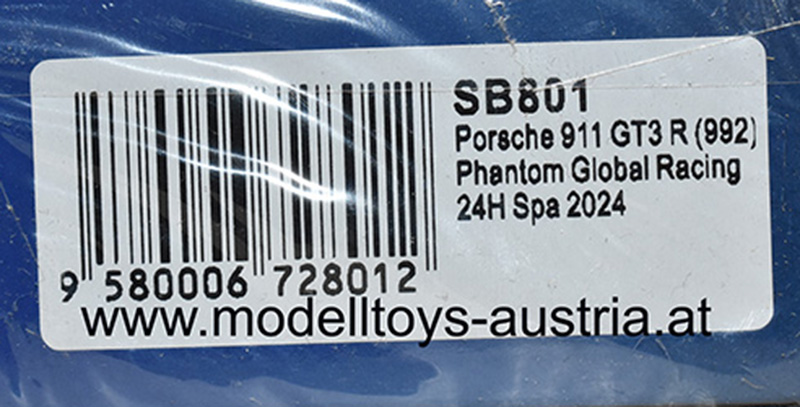 SB801
Porsche 911 GT3 R (992)
Phantom Global Racing
24H Spa 2024
9 580006 728012
www.modelltoys-austria.at